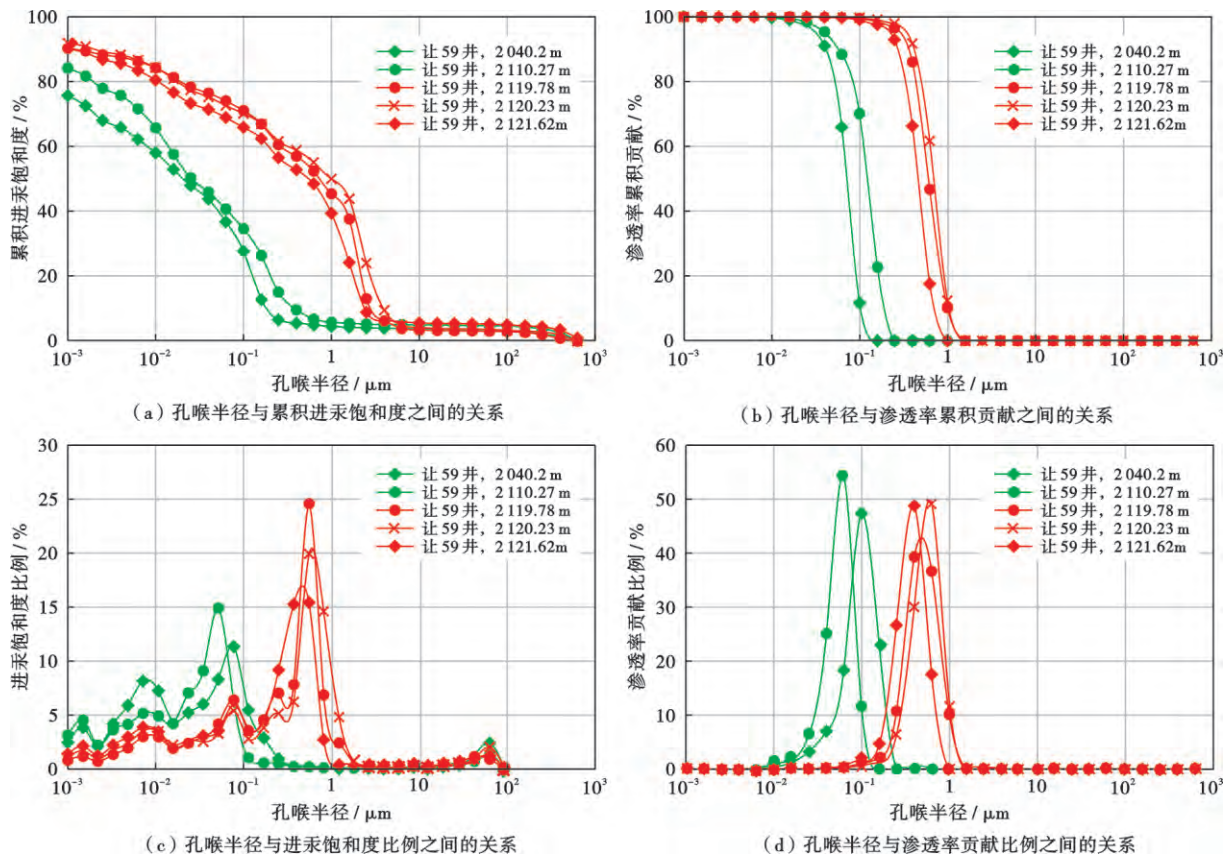 100
80
60
40
20
0
累积进汞饱和度 / %
让 59 井，2 040.2 m
让 59 井，2 110.27 m
让 59 井，2 119.78 m
让 59 井，2 120.23 m
让 59 井，2 121.62m
10⁻³ 10⁻² 10⁻¹ 1 10 10² 10³
孔喉半径 / μm
（a）孔喉半径与累积进汞饱和度之间的关系
100
80
60
40
20
0
渗透率累积贡献 / %
让 59 井，2 040.2 m
让 59 井，2 110.27 m
让 59 井，2 119.78 m
让 59 井，2 120.23 m
让 59 井，2 121.62m
10⁻³ 10⁻² 10⁻¹ 1 10 10² 10³
孔喉半径 / μm
（b）孔喉半径与渗透率累积贡献之间的关系
30
25
20
15
10
5
0
进汞饱和度比例 / %
让 59 井，2 040.2 m
让 59 井，2 110.27 m
让 59 井，2 119.78 m
让 59 井，2 120.23 m
让 59 井，2 121.62m
10⁻³ 10⁻² 10⁻¹ 1 10 10² 10³
孔喉半径 / μm
（c）孔喉半径与进汞饱和度比例之间的关系
60
50
40
30
20
10
0
渗透率贡献比例 / %
让 59 井，2 040.2 m
让 59 井，2 110.27 m
让 59 井，2 119.78 m
让 59 井，2 120.23 m
让 59 井，2 121.62m
10⁻³ 10⁻² 10⁻¹ 1 10 10² 10³
孔喉半径 / μm
（d）孔喉半径与渗透率贡献比例之间的关系